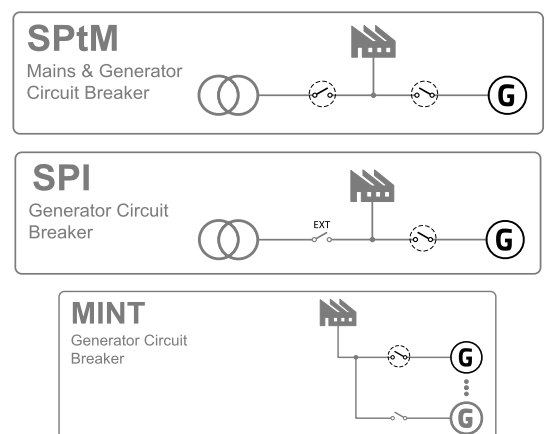 SPtM
Mains & Generator
Circuit Breaker
G
SPI
Generator Circuit
Breaker
EXT
G
MINT
Generator Circuit
Breaker
G
G